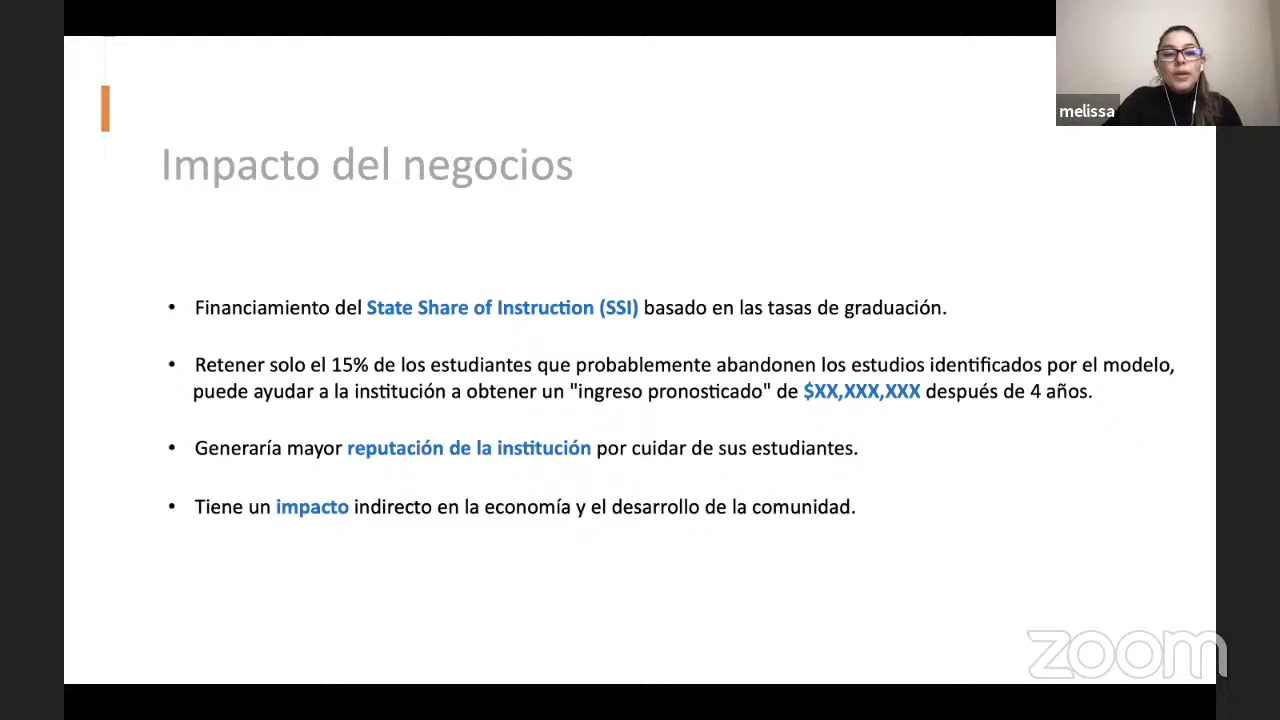 melissa
Impacto del negocios
• Financiamiento del State Share of Instruction (SSI) basado en las tasas de graduación.
• Retener solo el 15% de los estudiantes que probablemente abandonen los estudios identificados por el modelo,
puede ayudar a la institución a obtener un "ingreso pronosticado" de $XX,XXX,XXX después de 4 años.
• Generaría mayor reputación de la institución por cuidar de sus estudiantes.
• Tiene un impacto indirecto en la economía y el desarrollo de la comunidad.
zoom